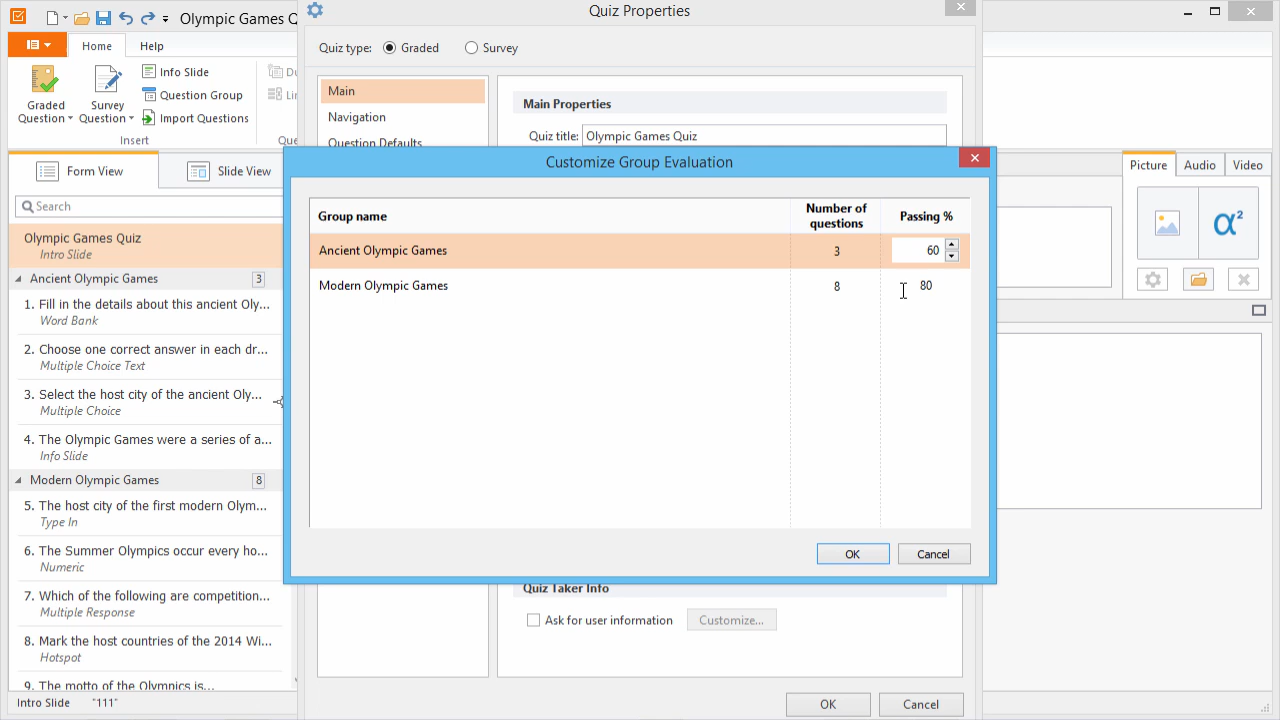 Olympic Games Q
Quiz Properties
Home
Help
Quiz type:
Graded
Survey
Graded
Question
Survey
Question
Info Slide
Question Group
Import Questions
Insert
Main
Navigation
Question Defaults
Main Properties
Quiz title:
Olympic Games Quiz
Form View
Slide View
Search
Customize Group Evaluation
Picture
Audio
Video
α²
Group name
Number of
questions
Passing %
Ancient Olympic Games
3
60
Modern Olympic Games
8
80
OK
Cancel
Olympic Games Quiz
Intro Slide
Ancient Olympic Games
3
1. Fill in the details about this ancient Oly...
Word Bank
2. Choose one correct answer in each dr...
Multiple Choice Text
3. Select the host city of the ancient Oly...
Multiple Choice
4. The Olympic Games were a series of a...
Info Slide
Modern Olympic Games
8
5. The host city of the first modern Olym...
Type In
6. The Summer Olympics occur every ho...
Numeric
7. Which of the following are competition...
Multiple Response
8. Mark the host countries of the 2014 Wi...
Hotspot
9. The motto of the Olympics is...
Quiz Taker Info
Ask for user information
Customize...
OK
Cancel
Intro Slide
"111"